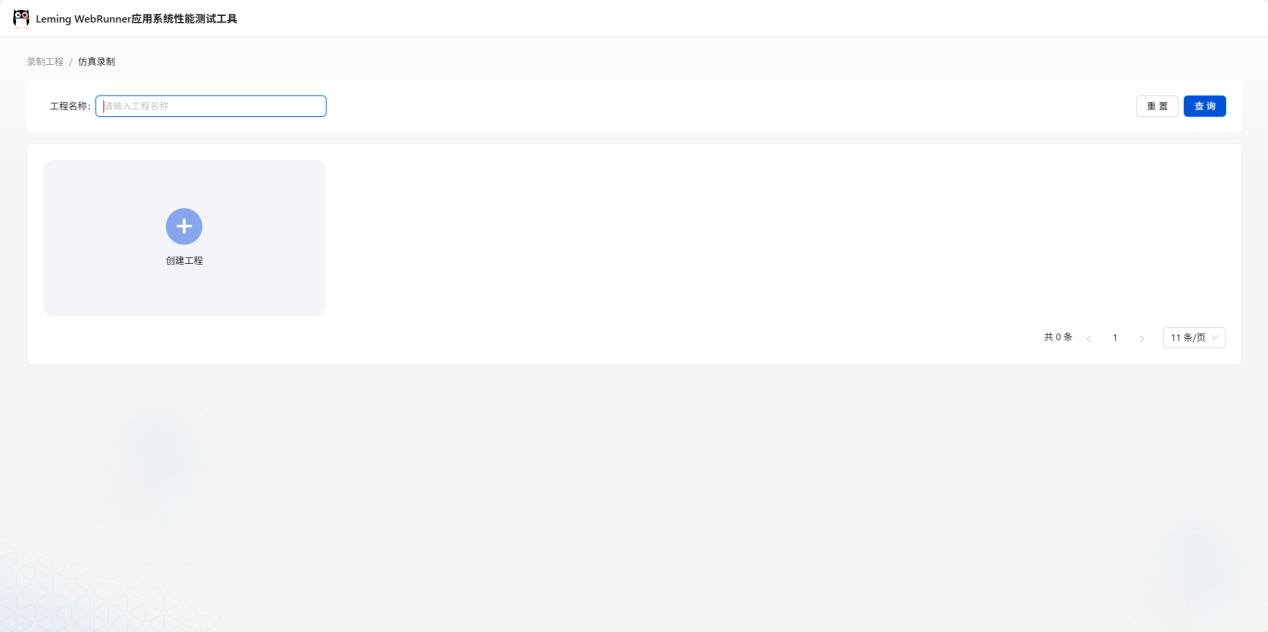 Leming WebRunner应用系统性能测试工具
录制工程 / 仿真录制
工程名称: 请输入工程名称 重 置 查 询
创建工程
共 0 条 < 1 > 11 条/页